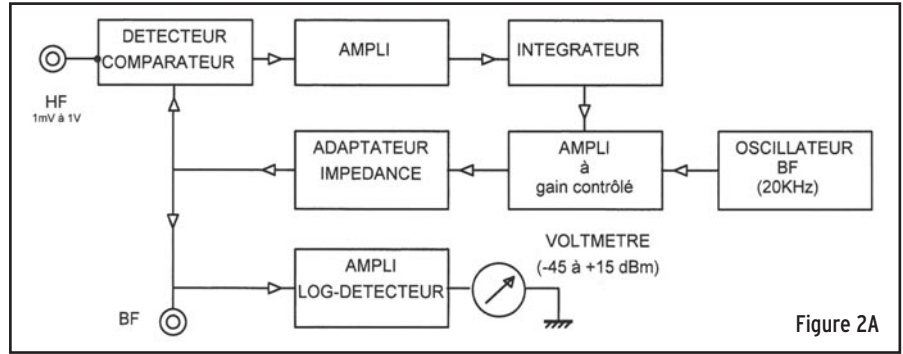 DETECTEUR
COMPARATEUR
AMPLI
INTEGRATEUR
HF
1mV à 1V
ADAPTATEUR
IMPEDANCE
AMPLI
à
gain contrôlé
OSCILLATEUR
BF
(20KHz)
AMPLI
LOG-DETECTEUR
VOLTMETRE
(-45 à +15 dBm)
BF
Figure 2A